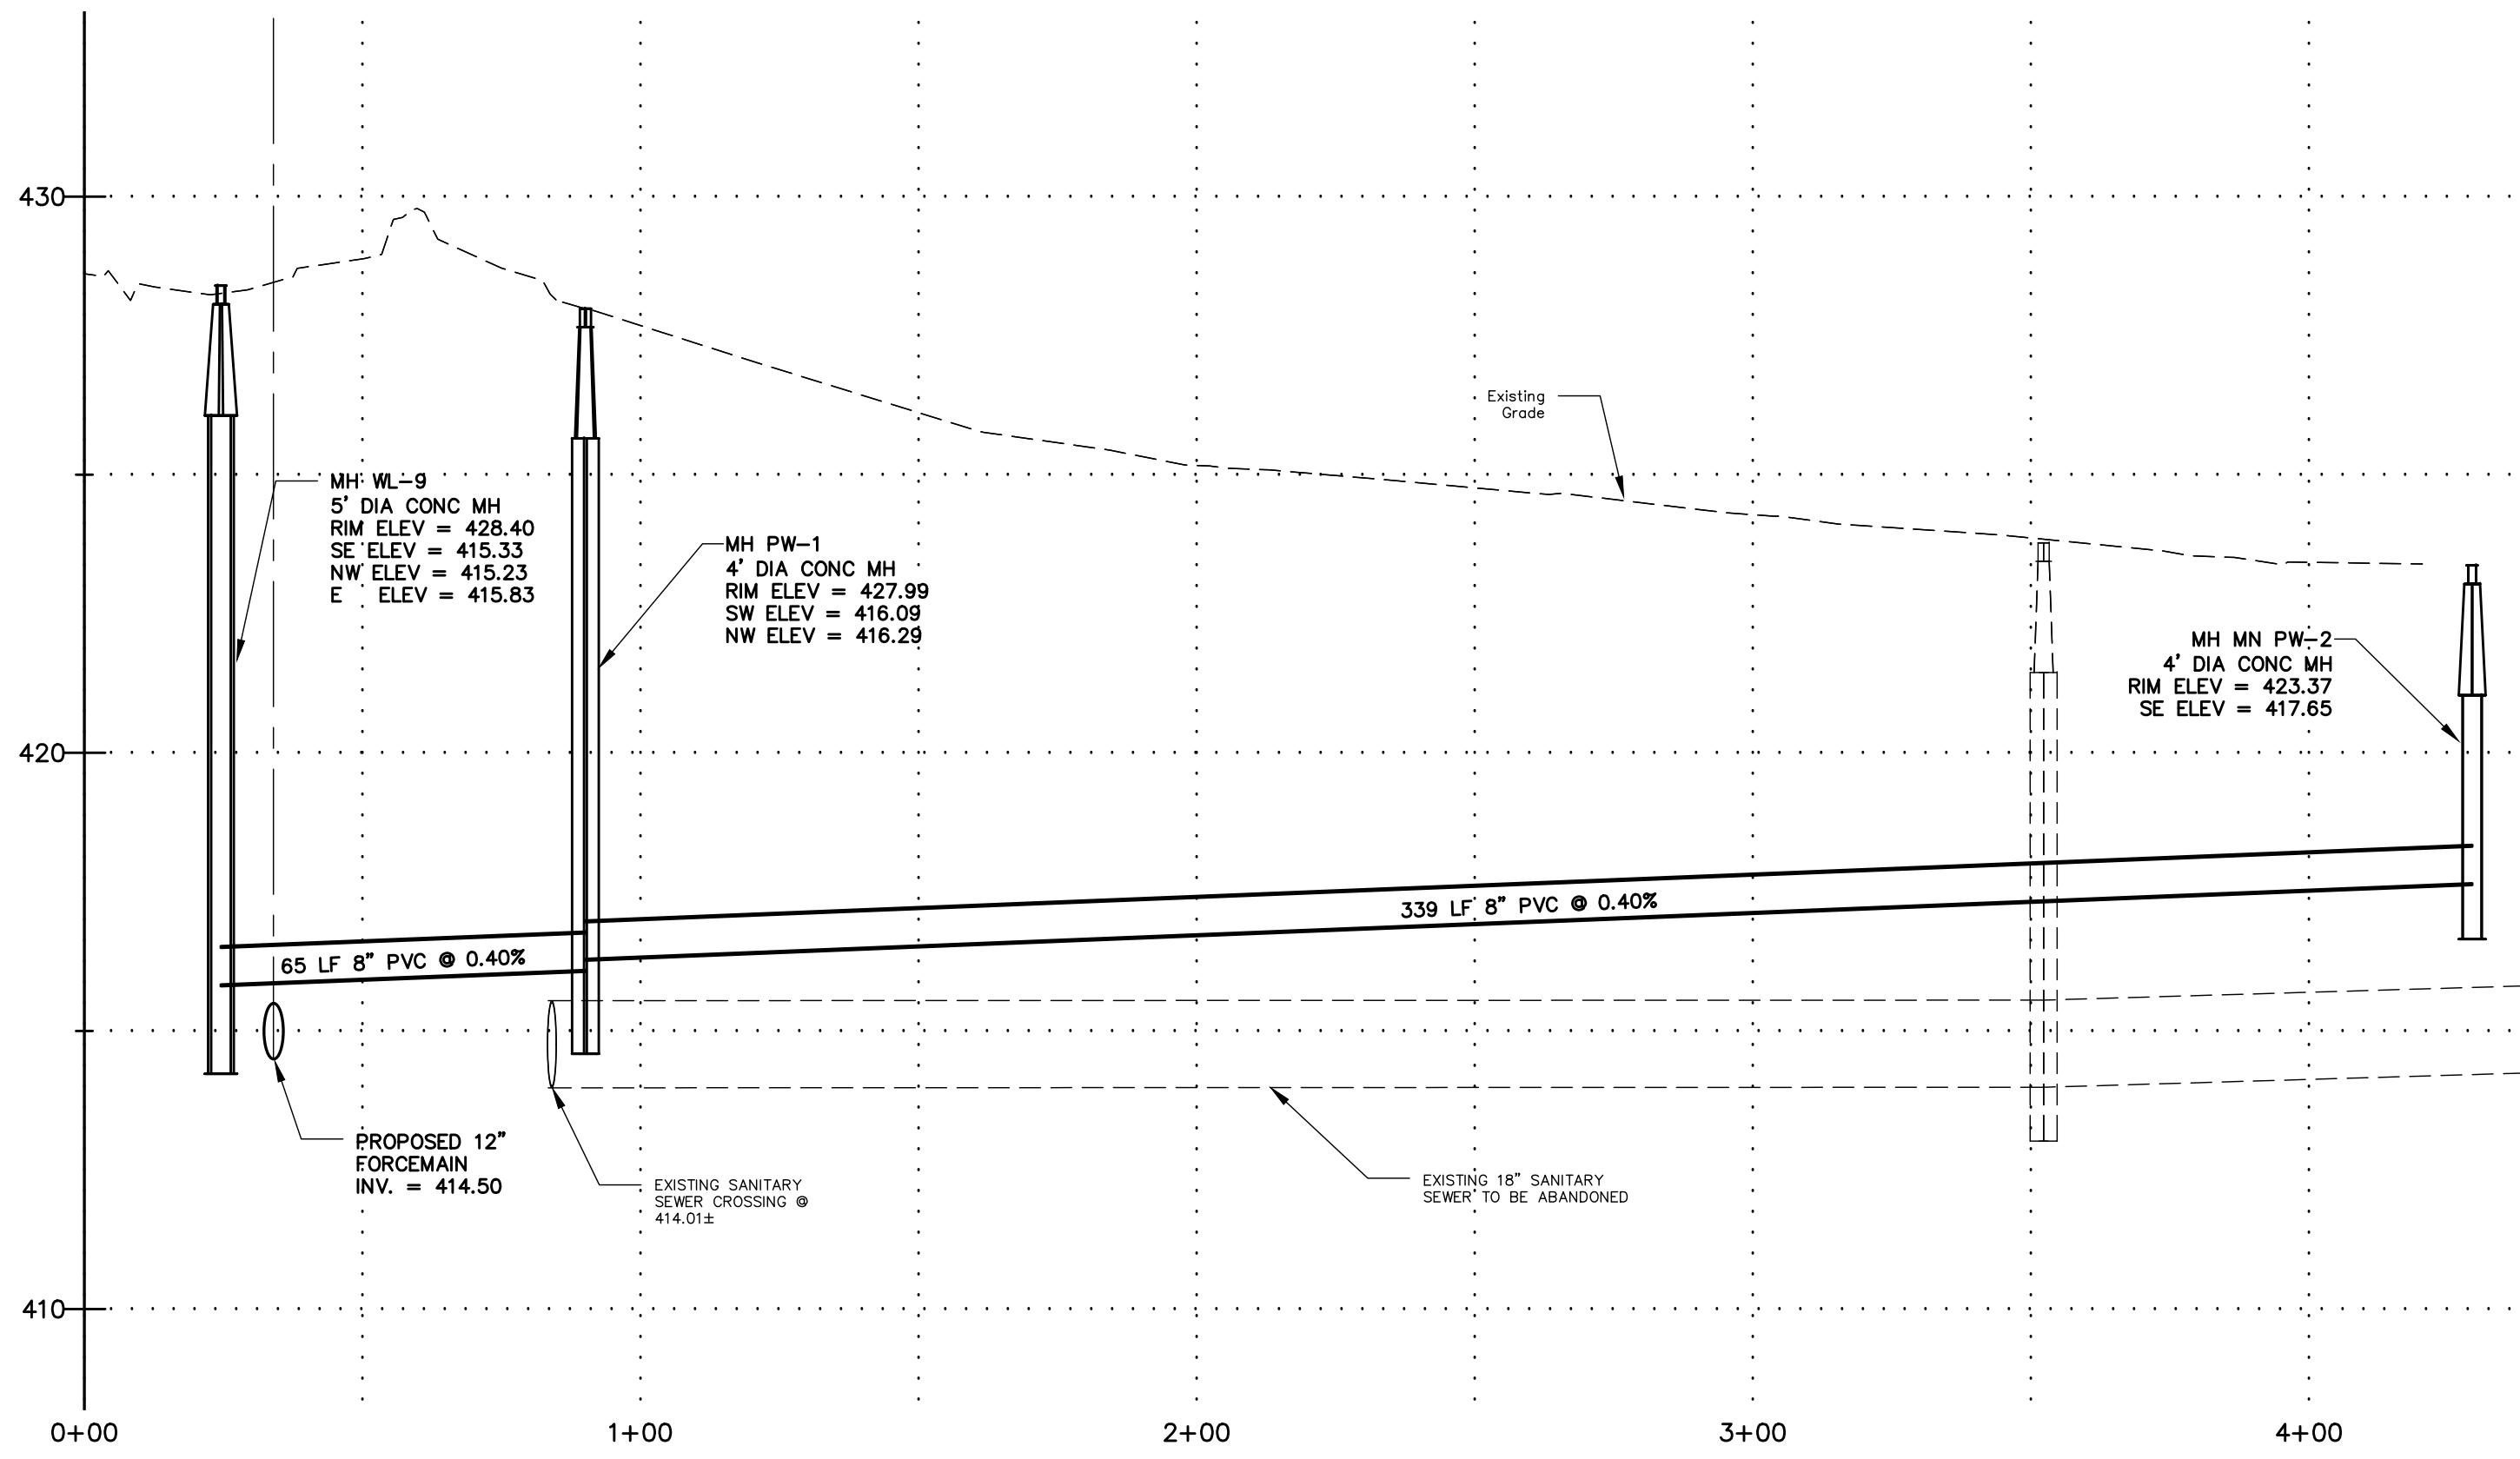 430
Existing
Grade
MH WL-9
5' DIA CONC MH
RIM ELEV = 428.40
SE ELEV = 415.33
NW ELEV = 415.23
E ELEV = 415.83
MH PW-1
4' DIA CONC MH
RIM ELEV = 427.99
SW ELEV = 416.09
NW ELEV = 416.29
MH MN PW-2
4' DIA CONC MH
RIM ELEV = 423.37
SE ELEV = 417.65
420
339 LF 8" PVC @ 0.40%
65 LF 8" PVC @ 0.40%
PROPOSED 12"
FORCEMAIN
INV. = 414.50
EXISTING SANITARY
SEWER CROSSING @
414.01±
EXISTING 18" SANITARY
SEWER TO BE ABANDONED
410
0+00 1+00 2+00 3+00 4+00